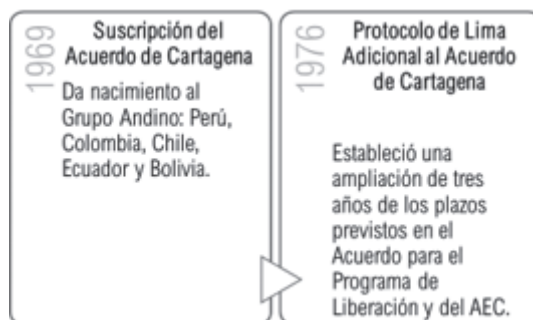 1969
Suscripción del
Acuerdo de Cartagena
Da nacimiento al
Grupo Andino: Perú,
Colombia, Chile,
Ecuador y Bolivia.
1976
Protocolo de Lima
Adicional al Acuerdo
de Cartagena
Estableció una
ampliación de tres
años de los plazos
previstos en el
Acuerdo para el
Programa de
Liberación y del AEC.